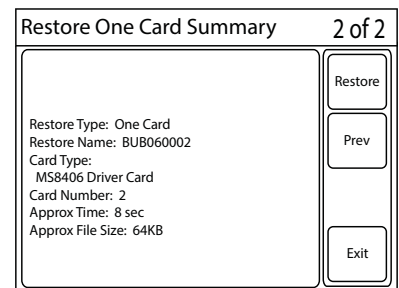 Restore One Card Summary 2 of 2
Restore
Restore Type: One Card
Restore Name: BUB060002
Card Type:
MS8406 Driver Card
Card Number: 2
Approx Time: 8 sec
Approx File Size: 64KB
Prev
Exit